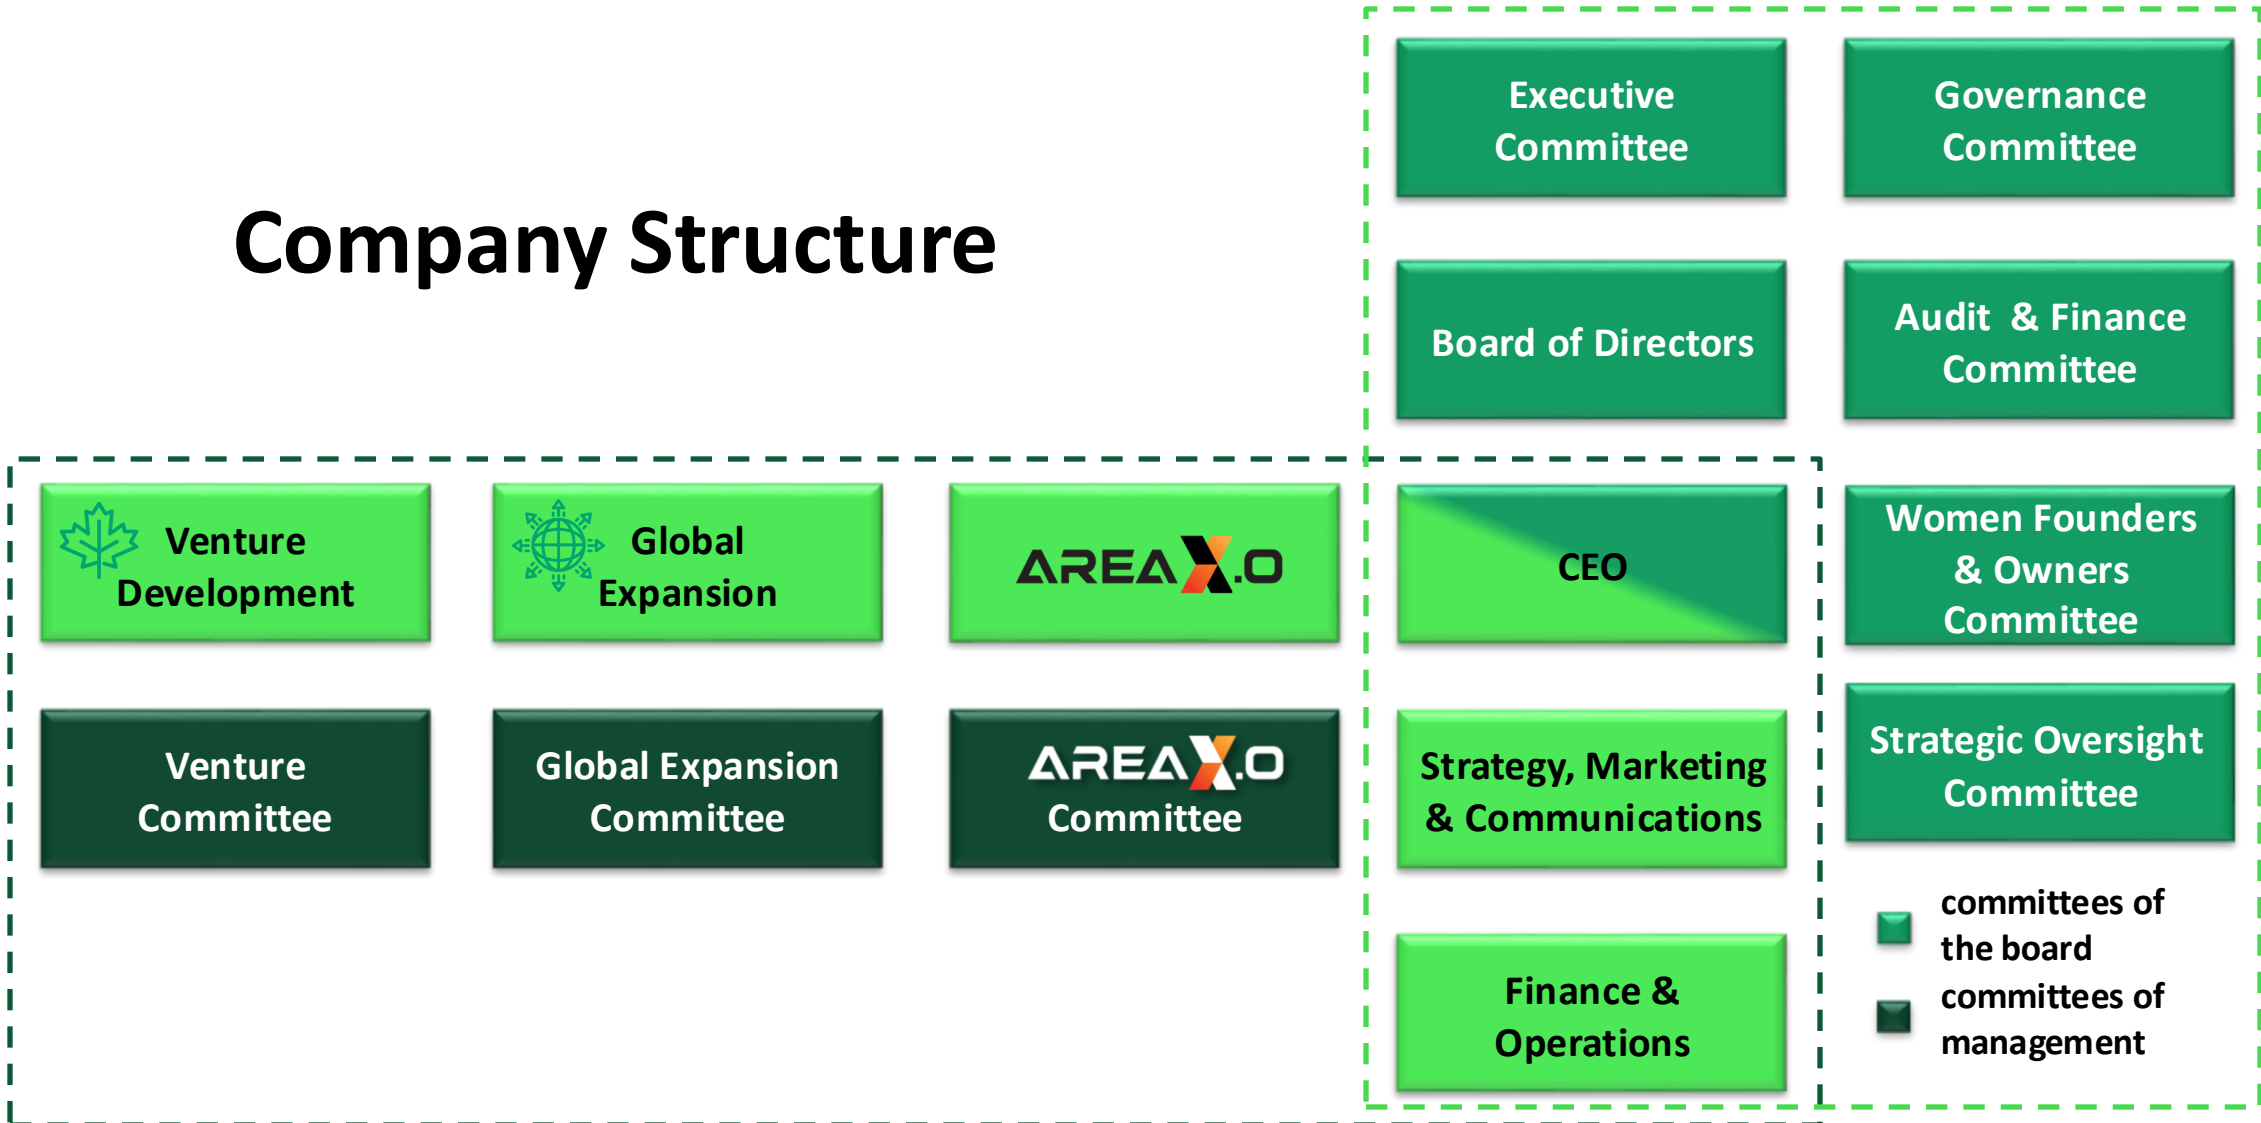 Company Structure
Executive
Committee
Governance
Committee
Board of Directors
Audit & Finance
Committee
Venture
Development
Global
Expansion
AREA X.O
CEO
Women Founders
& Owners
Committee
Venture
Committee
Global Expansion
Committee
AREA X.O
Committee
Strategy, Marketing
& Communications
Strategic Oversight
Committee
Finance &
Operations
committees of
the board
committees of
management